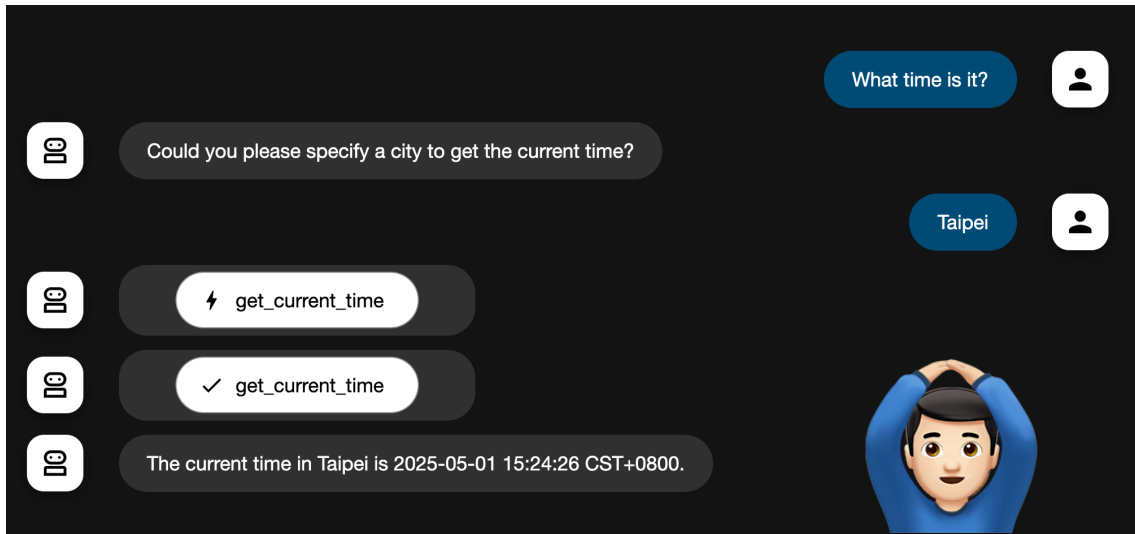 What time is it?
Could you please specify a city to get the current time?
Taipei
get_current_time
get_current_time
The current time in Taipei is 2025-05-01 15:24:26 CST+0800.